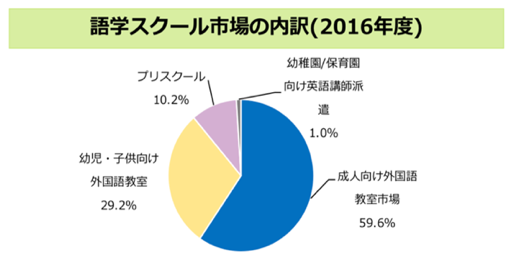 語学スクール市場の内訳(2016年度)
幼稚園/保育園
向け英語講師派
遣
1.0%
プリスクール
10.2%
幼児・子供向け
外国語教室
29.2%
成人向け外国語
教室市場
59.6%